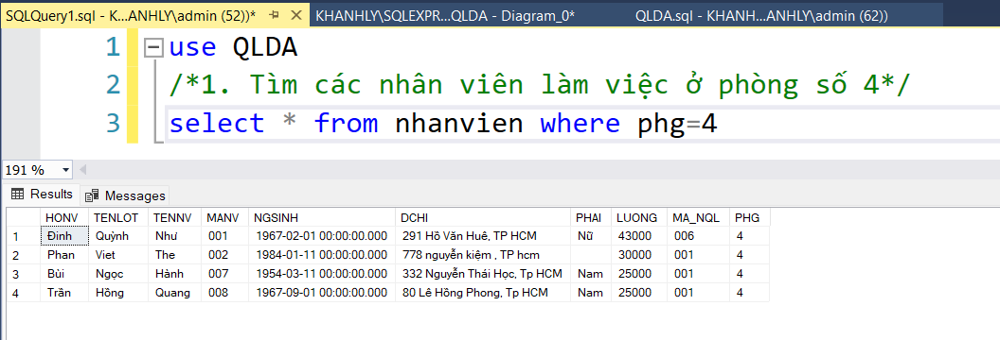 SQLQuery1.sql - K...ANHLY\admin (52))* KHANHLY\SQLEXPR...QLDA - Diagram_0* QLDA.sql - KHANH...ANHLY\admin (62))
1 use QLDA
2 /*1. Tìm các nhân viên làm việc ở phòng số 4*/
3 select * from nhanvien where phg=4
191 %
Results Messages
HONV TENLOT TENNV MANV NGSINH DCHI PHAI LUONG MA_NQL PHG
1 Đinh Quỳnh Như 001 1967-02-01 00:00:00.000 291 Hồ Văn Huê, TP HCM Nữ 43000 006 4
2 Phan Viet The 002 1984-01-11 00:00:00.000 778 nguyễn kiệm , TP hcm 30000 001 4
3 Bùi Ngọc Hành 007 1954-03-11 00:00:00.000 332 Nguyễn Thái Học, Tp HCM Nam 25000 001 4
4 Trần Hồng Quang 008 1967-09-01 00:00:00.000 80 Lê Hồng Phong, Tp HCM Nam 25000 001 4